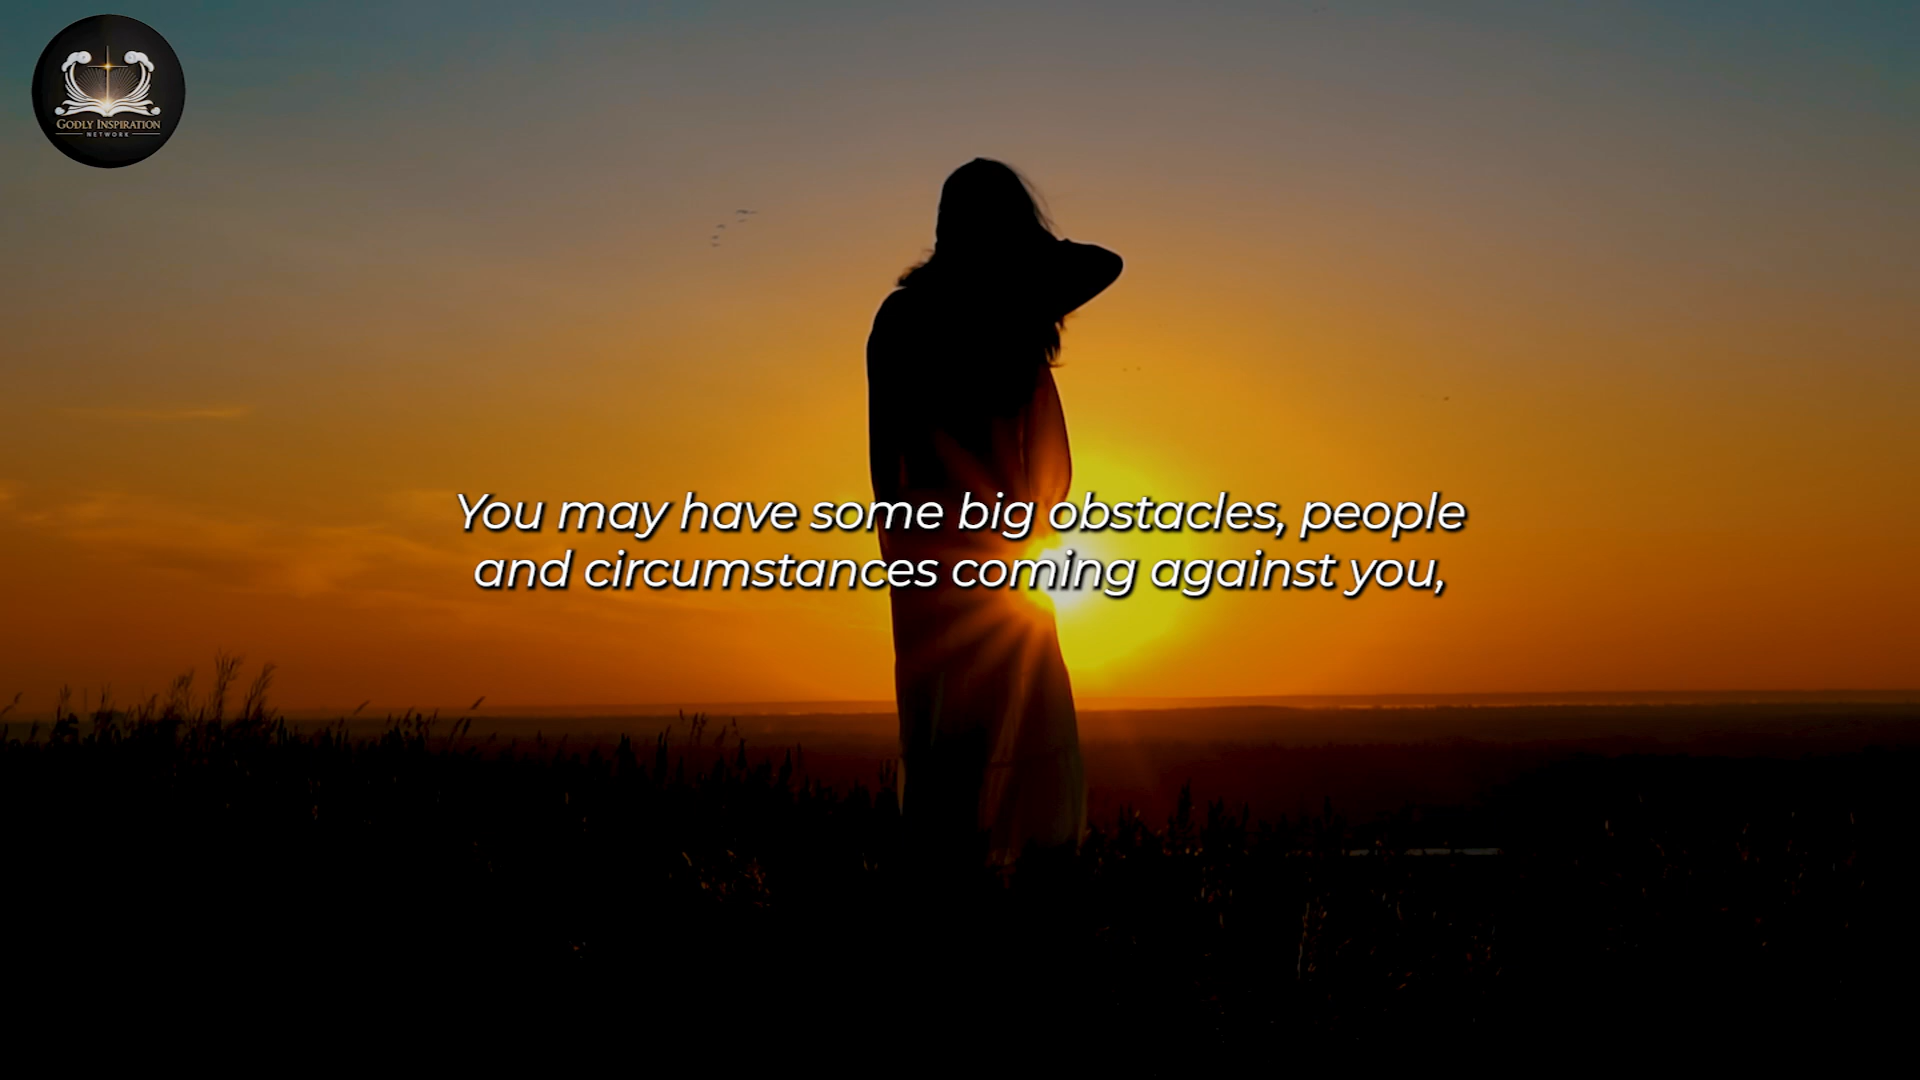 GODLY INSPIRATION
NETWORK
You may have some big obstacles, people
and circumstances coming against you,